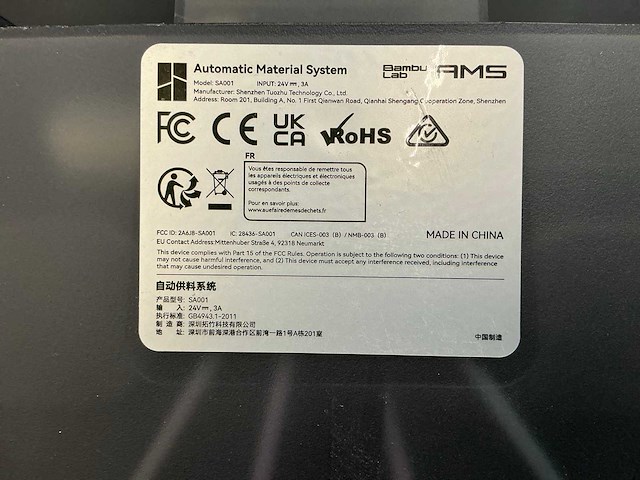 Automatic Material System
Bambu Lab AMS
Model: SA001 INPUT: 24V⎓, 3A
Manufacturer: Shenzhen Tuozhu Technology Co., Ltd.
Address: Room 201, Building A, No. 1 First Qianwan Road, Qianhai Shengang Cooperation Zone, Shenzhen
FC CE UK CA RoHS
FR
Vous êtes responsable de remettre tous
les appareils électriques et électroniques
usagés à des points de collecte
correspondants.
Pour en savoir plus:
www.quefairedemesdechets.fr/
FCC ID: 2A6J8-SA001 IC: 28436-SA001 CAN ICES-003 (B) / NMB-003 (B)
MADE IN CHINA
EU Contact Address:Mittenhuber Straße 4, 92318 Neumarkt
This device complies with Part 15 of the FCC Rules. Operation is subject to the following two conditions: (1) This device
may not cause harmful interference, and (2) This device must accept any interference received, including interference
that may cause undesired operation.
自动供料系统
产品型号: SA001
输 入: 24V⎓, 3A
执行标准: GB4943.1-2011
制 造 商: 深圳拓竹科技有限公司
地 址: 深圳市前海深港合作区前湾一路1号A栋201室
中国制造